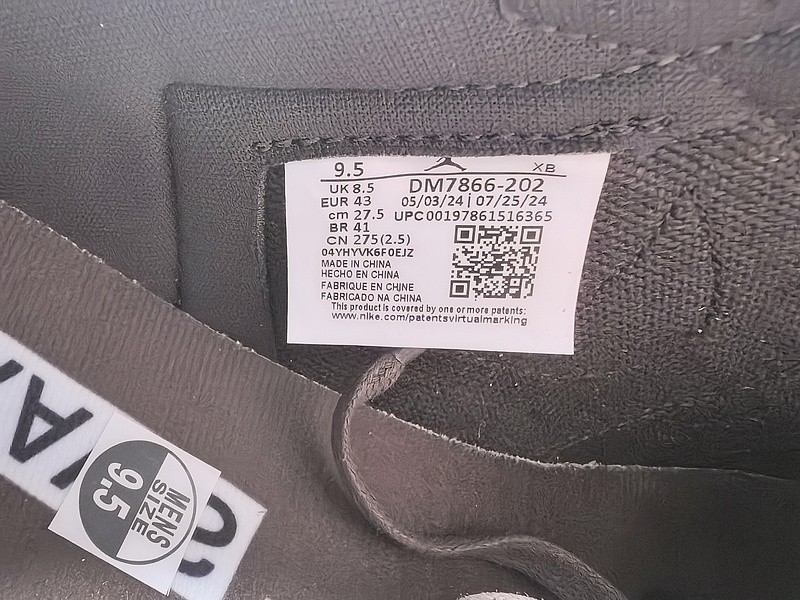 9.5 XB
UK 8.5 DM7866-202
EUR 43 05/03/24 | 07/25/24
cm 27.5 UPC 00197861516365
BR 41
CN 275(2.5)
04YHYVK6F0EJZ
MADE IN CHINA
HECHO EN CHINA
FABRIQUE EN CHINE
FABRICADO NA CHINA
This product is covered by one or more patents:
www.nike.com/patentsvirtualmarking
MENS
SIZE
9.5